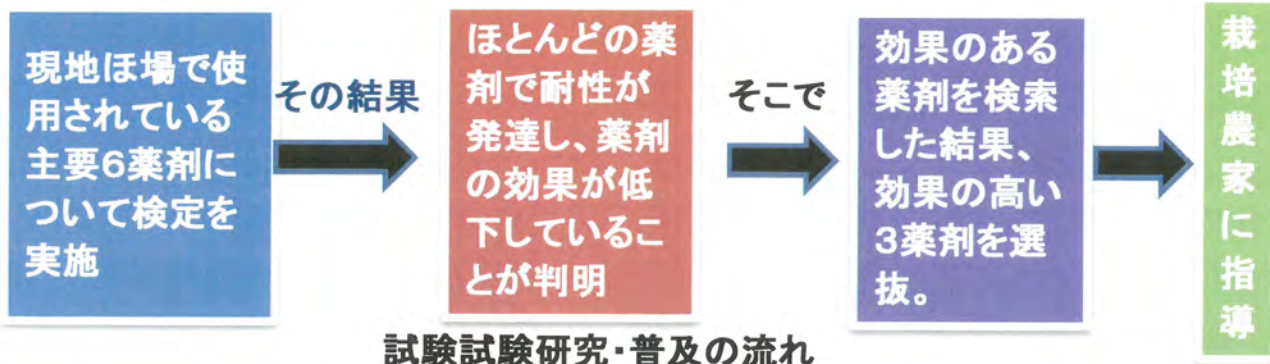 現地ほ場で使
用されている
主要6薬剤に
ついて検定を
実施
その結果
ほとんどの薬
剤で耐性が
発達し、薬剤
の効果が低
下しているこ
とが判明
そこで
効果のある
薬剤を検索
した結果、
効果の高い
3薬剤を選
抜。
栽培農家に指導
試験試験研究・普及の流れ